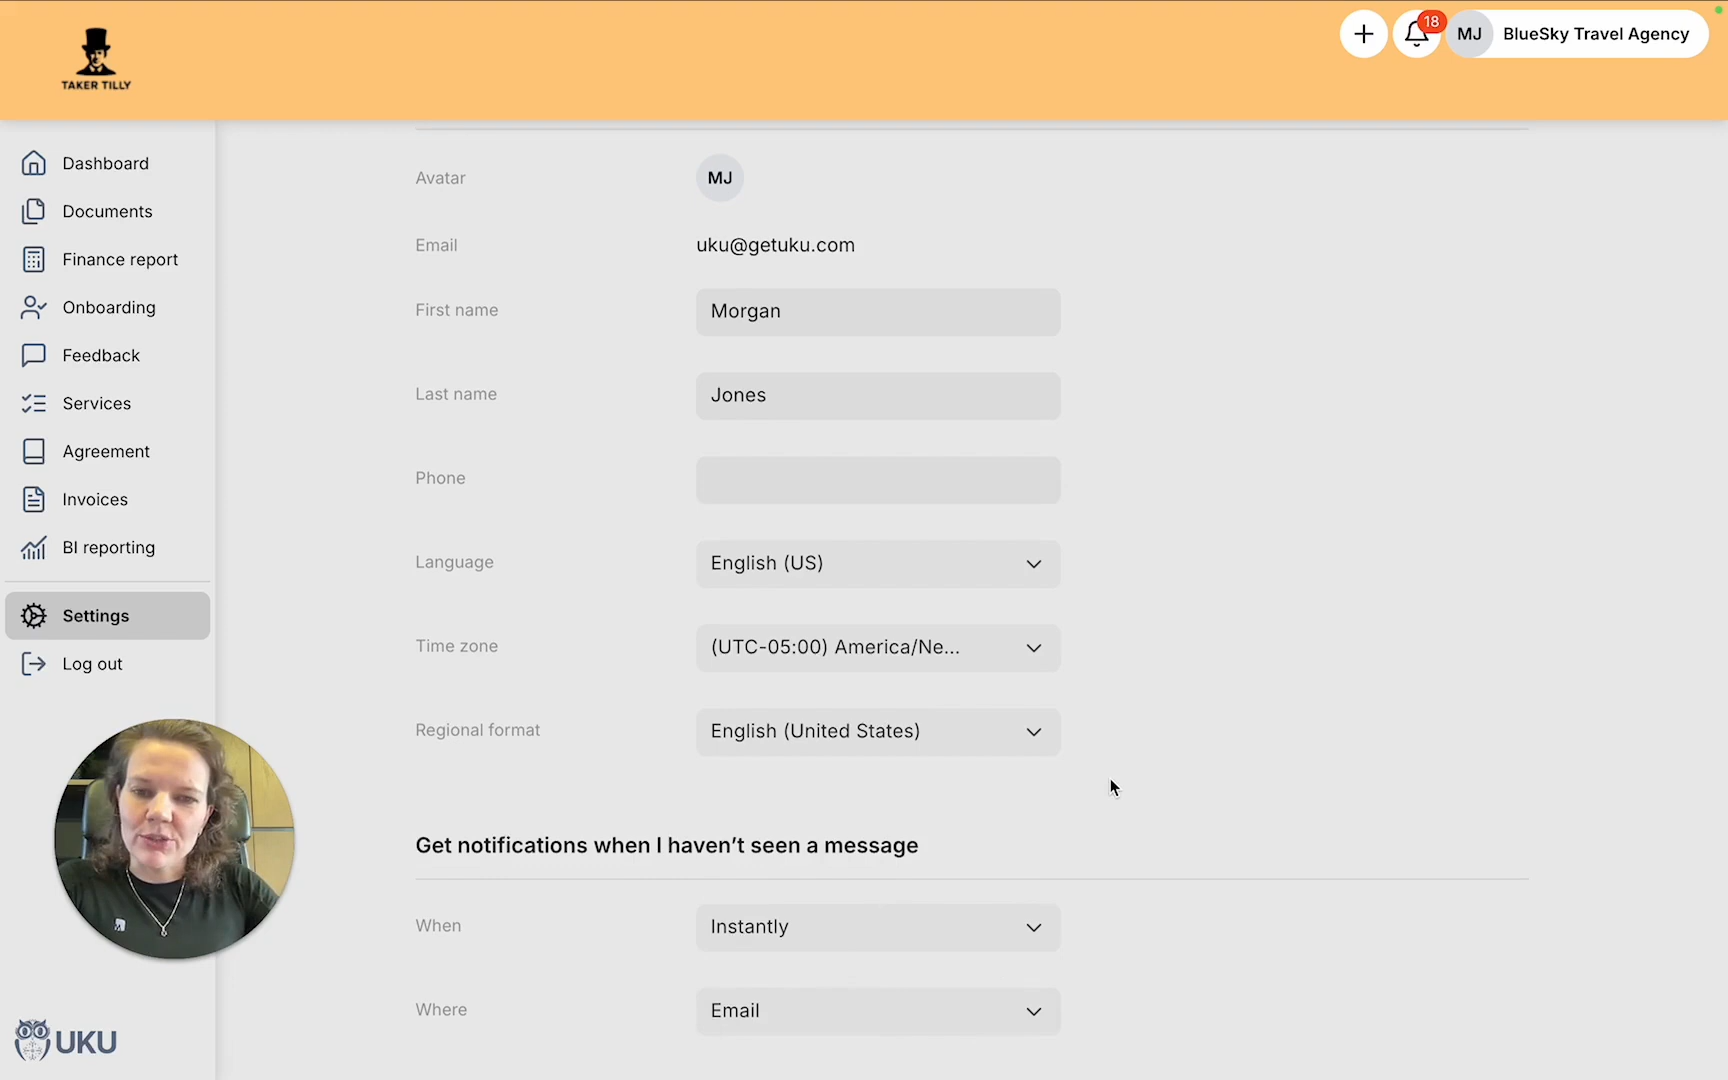 TAKER TILLY
18
MJ
BlueSky Travel Agency
Dashboard
Documents
Finance report
Onboarding
Feedback
Services
Agreement
Invoices
BI reporting
Settings
Log out
UKU
Avatar
MJ
Email
uku@getuku.com
First name
Morgan
Last name
Jones
Phone
Language
English (US)
Time zone
(UTC-05:00) America/Ne...
Regional format
English (United States)
Get notifications when I haven’t seen a message
When
Instantly
Where
Email